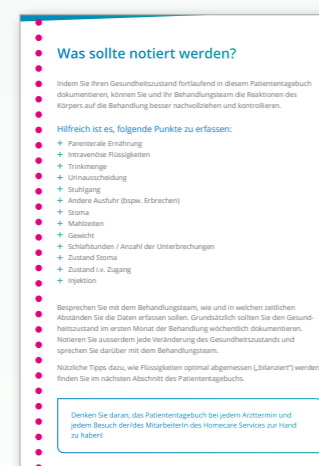 Was sollte notiert werden?
Indem Sie Ihren Gesundheitszustand fortlaufend in diesem Patiententagebuch
dokumentieren, können Sie und Ihr Behandlungsteam die Reaktionen des
Körpers auf die Behandlung besser nachvollziehen und kontrollieren.
Hilfreich ist es, folgende Punkte zu erfassen:
+ Parenterale Ernährung
+ Intravenöse Flüssigkeiten
+ Trinkmenge
+ Urinausscheidung
+ Stuhlgang
+ Andere Ausfuhr (bspw. Erbrechen)
+ Stoma
+ Mahlzeiten
+ Gewicht
+ Schlafstunden / Anzahl der Unterbrechungen
+ Zustand Stoma
+ Zustand i.v. Zugang
+ Injektion
Besprechen Sie mit dem Behandlungsteam, wie und in welchen zeitlichen
Abständen Sie die Daten erfassen sollen. Grundsätzlich sollten Sie den Gesund-
heitszustand im ersten Monat der Behandlung wöchentlich dokumentieren.
Notieren Sie ausserdem jede Veränderung des Gesundheitszustands und
sprechen Sie darüber mit dem Behandlungsteam.
Nützliche Tipps dazu, wie Flüssigkeiten optimal abgemessen („bilanziert“) werden
finden Sie im nächsten Abschnitt des Patiententagebuchs.
Denken Sie daran, das Patiententagebuch bei jedem Arzttermin und
jedem Besuch der/des MitarbeiterIn des Homecare Services zur Hand
zu haben!